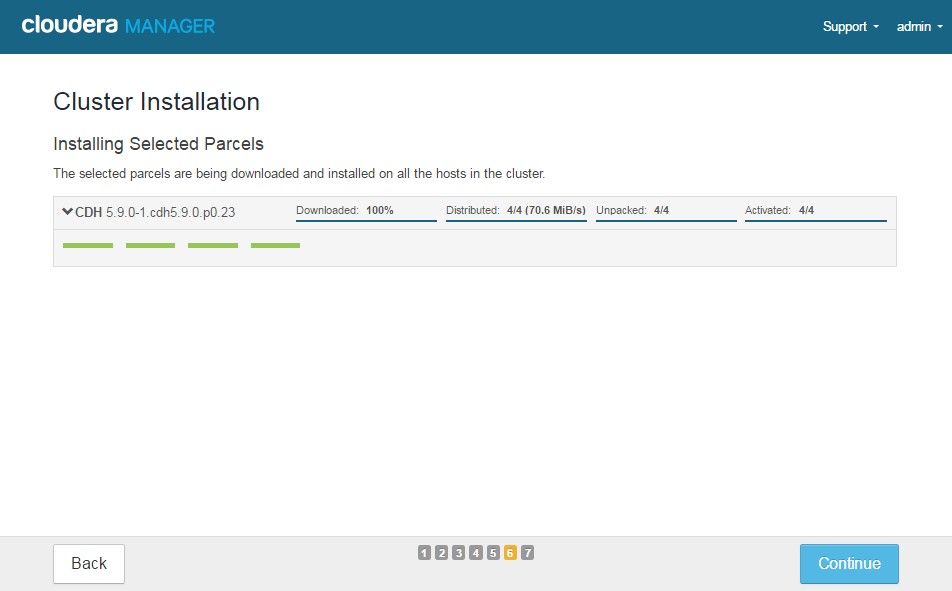 cloudera MANAGER
Support admin
Cluster Installation
Installing Selected Parcels
The selected parcels are being downloaded and installed on all the hosts in the cluster.
CDH 5.9.0-1.cdh5.9.0.p0.23 Downloaded: 100% Distributed: 4/4 (70.6 MiB/s) Unpacked: 4/4 Activated: 4/4
Back 1 2 3 4 5 6 7 Continue